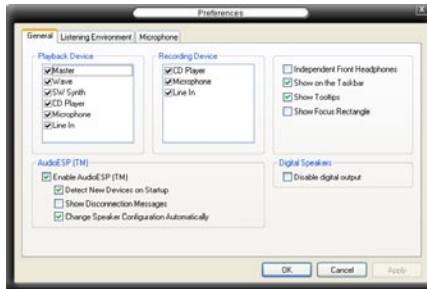 Preferences
X
General
Listening Environment
Microphone
Playback Device
Master
Wave
SW Synth
CD Player
Microphone
Line In
Recording Device
CD Player
Microphone
Line In
Independent Front Headphones
Show on the Taskbar
Show Tooltips
Show Focus Rectangle
AudioESP (TM)
Enable AudioESP (TM)
Detect New Devices on Startup
Show Disconnection Messages
Change Speaker Configuration Automatically
Digital Speakers
Disable digital output
OK
Cancel
Apply